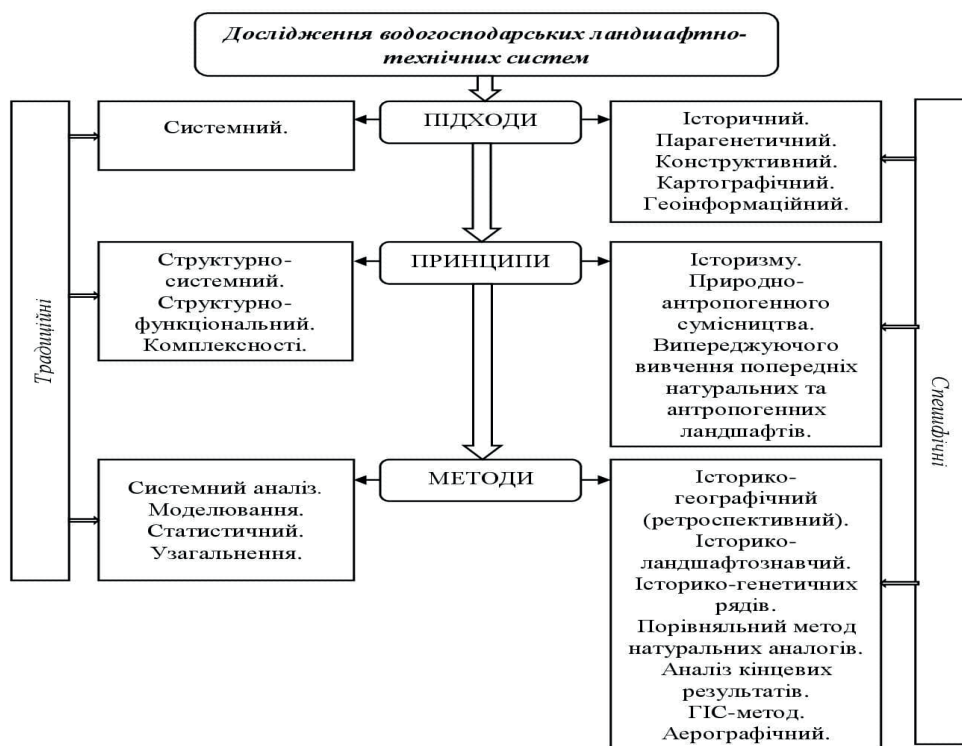 Дослідження водогосподарських ландшафтно-
технічних систем
Традиційні
Системний.
ПІДХОДИ
Історичний.
Парагенетичний.
Конструктивний.
Картографічний.
Геоінформаційний.
Структурно-
системний.
Структурно-
функціональний.
Комплексності.
ПРИНЦИПИ
Історизму.
Природно-
антропогенного
сумісництва.
Випереджуючого
вивчення попередніх
натуральних та
антропогенних
ландшафтів.
Системний аналіз.
Моделювання.
Статистичний.
Узагальнення.
МЕТОДИ
Історико-
географічний
(ретроспективний).
Історико-
ландшафтознавчий.
Історико-генетичних
рядів.
Порівняльний метод
натуральних аналогів.
Аналіз кінцевих
результатів.
ГІС-метод.
Аерографічний.
Специфічні